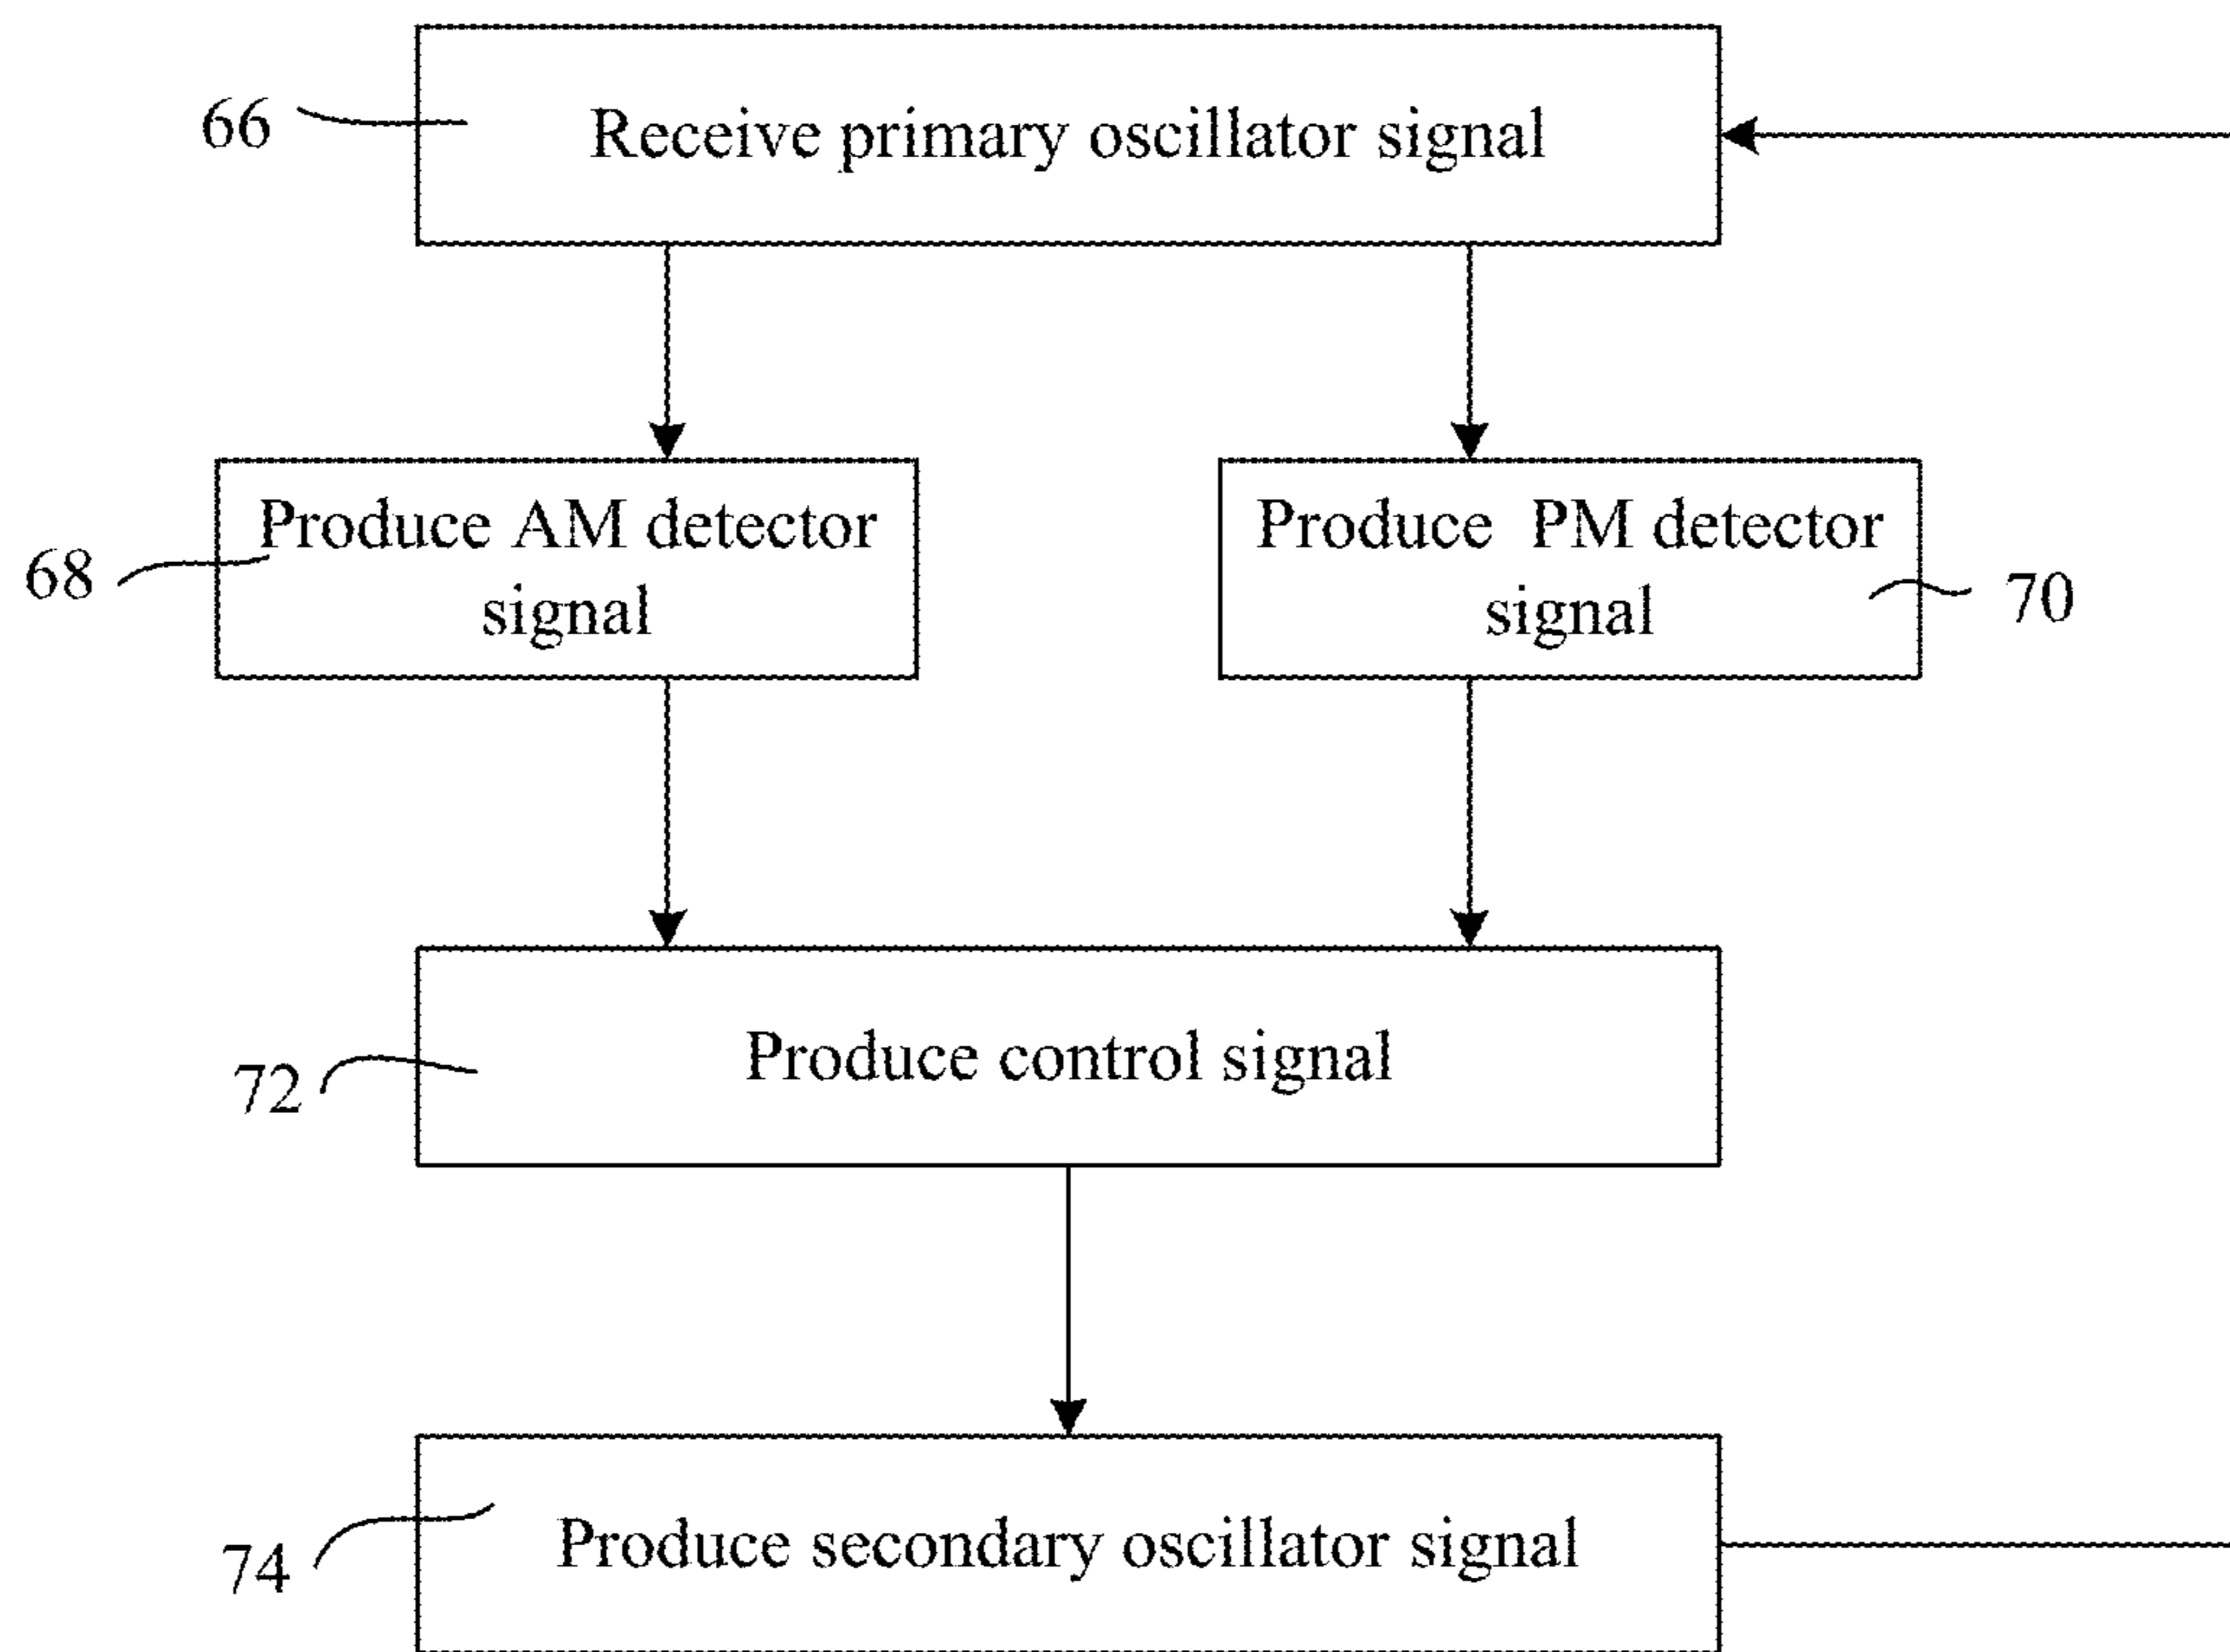 66
Receive primary oscillator signal
Produce AM detector
signal
68
Produce PM detector
signal
70
Produce control signal
72
Produce secondary oscillator signal
74